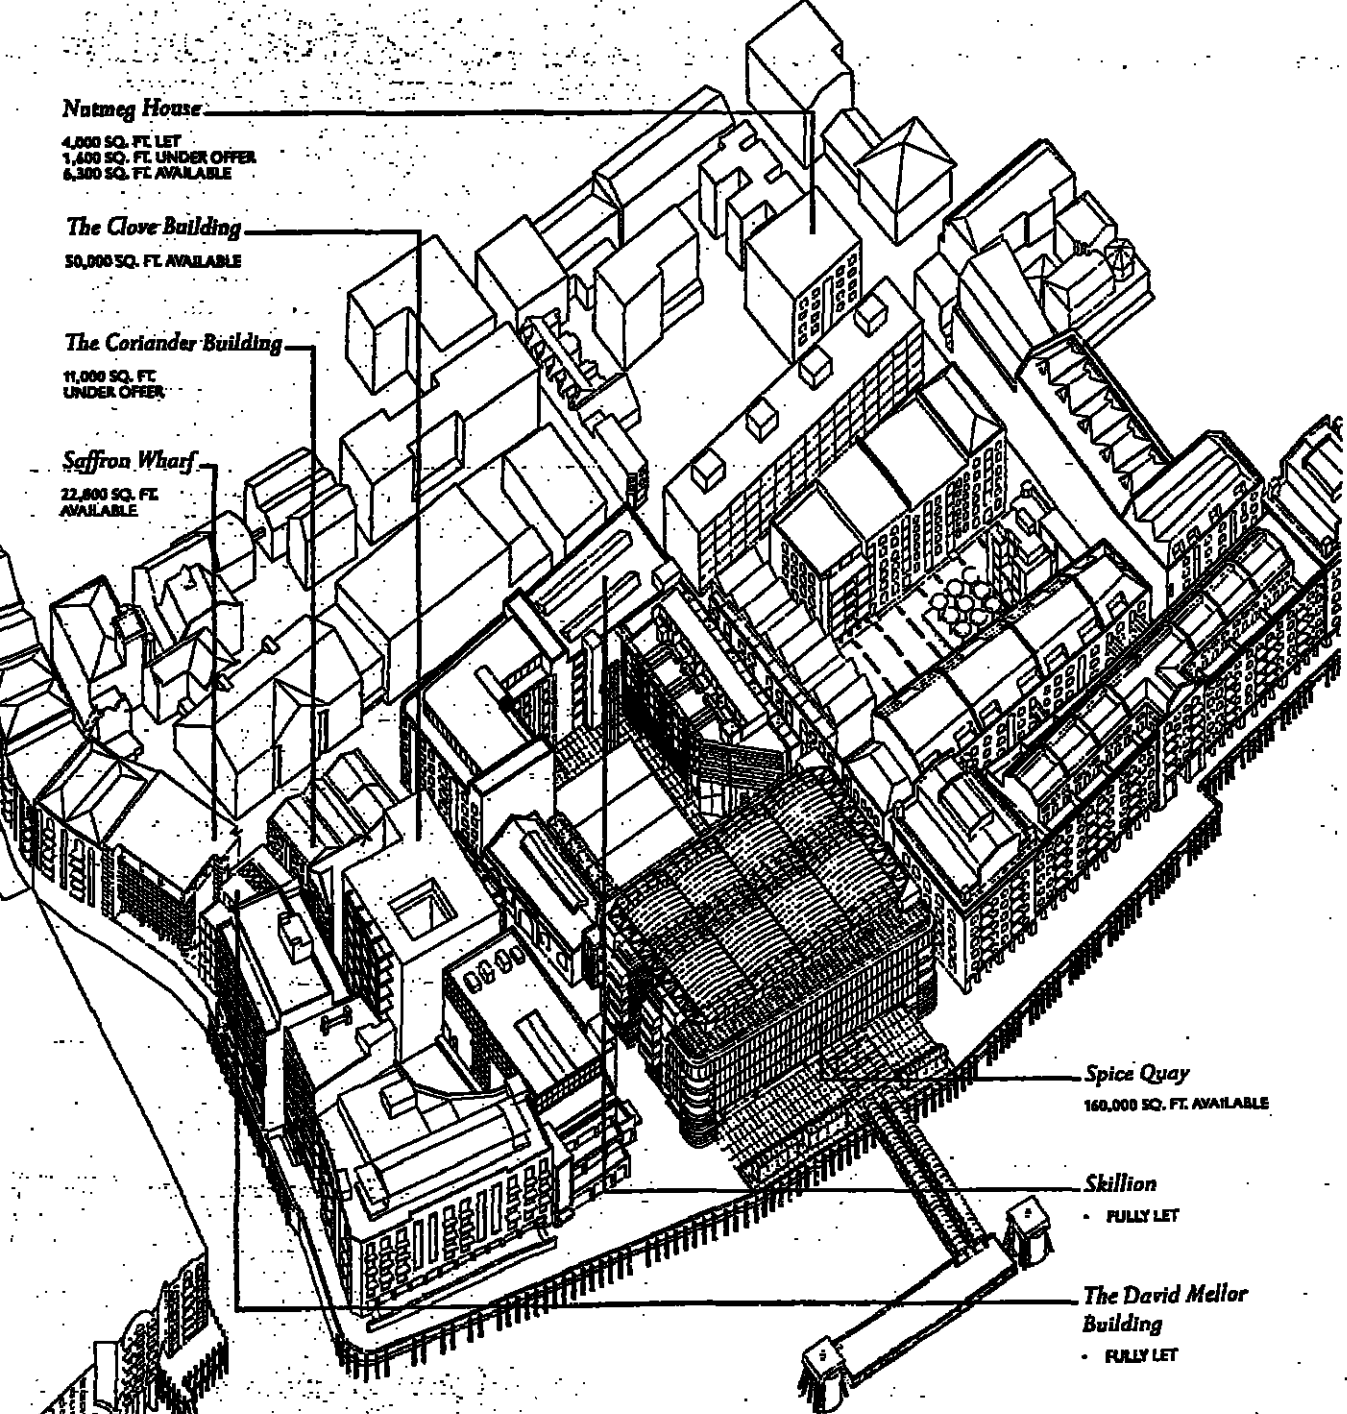 Nutmeg House
4,000 SQ. FT. LET
1,600 SQ. FT. UNDER OFFER
6,300 SQ. FT. AVAILABLE
The Clove Building
50,000 SQ. FT. AVAILABLE
The Coriander Building
11,000 SQ. FT.
UNDER OFFER
Saffron Wharf
22,800 SQ. FT.
AVAILABLE
Spice Quay
160,000 SQ. FT. AVAILABLE
Skillion
- FULLY LET
The David Mellor
Building
- FULLY LET